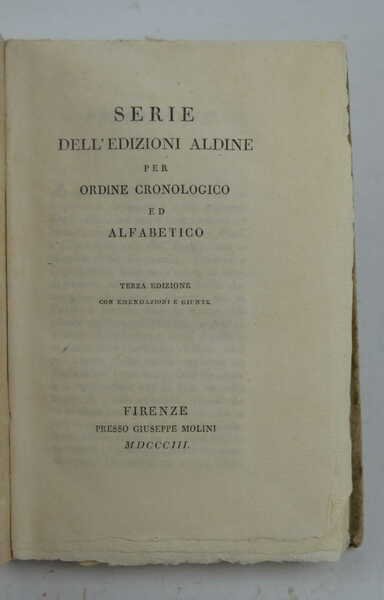 SERIE
DELL'EDIZIONI ALDINE
PER
ORDINE CRONOLOGICO
ED
ALFABETICO
TERZA EDIZIONE
CON EMENDAZIONI E GIUNTE.
FIRENZE
PRESSO GIUSEPPE MOLINI
MDCCCIII.